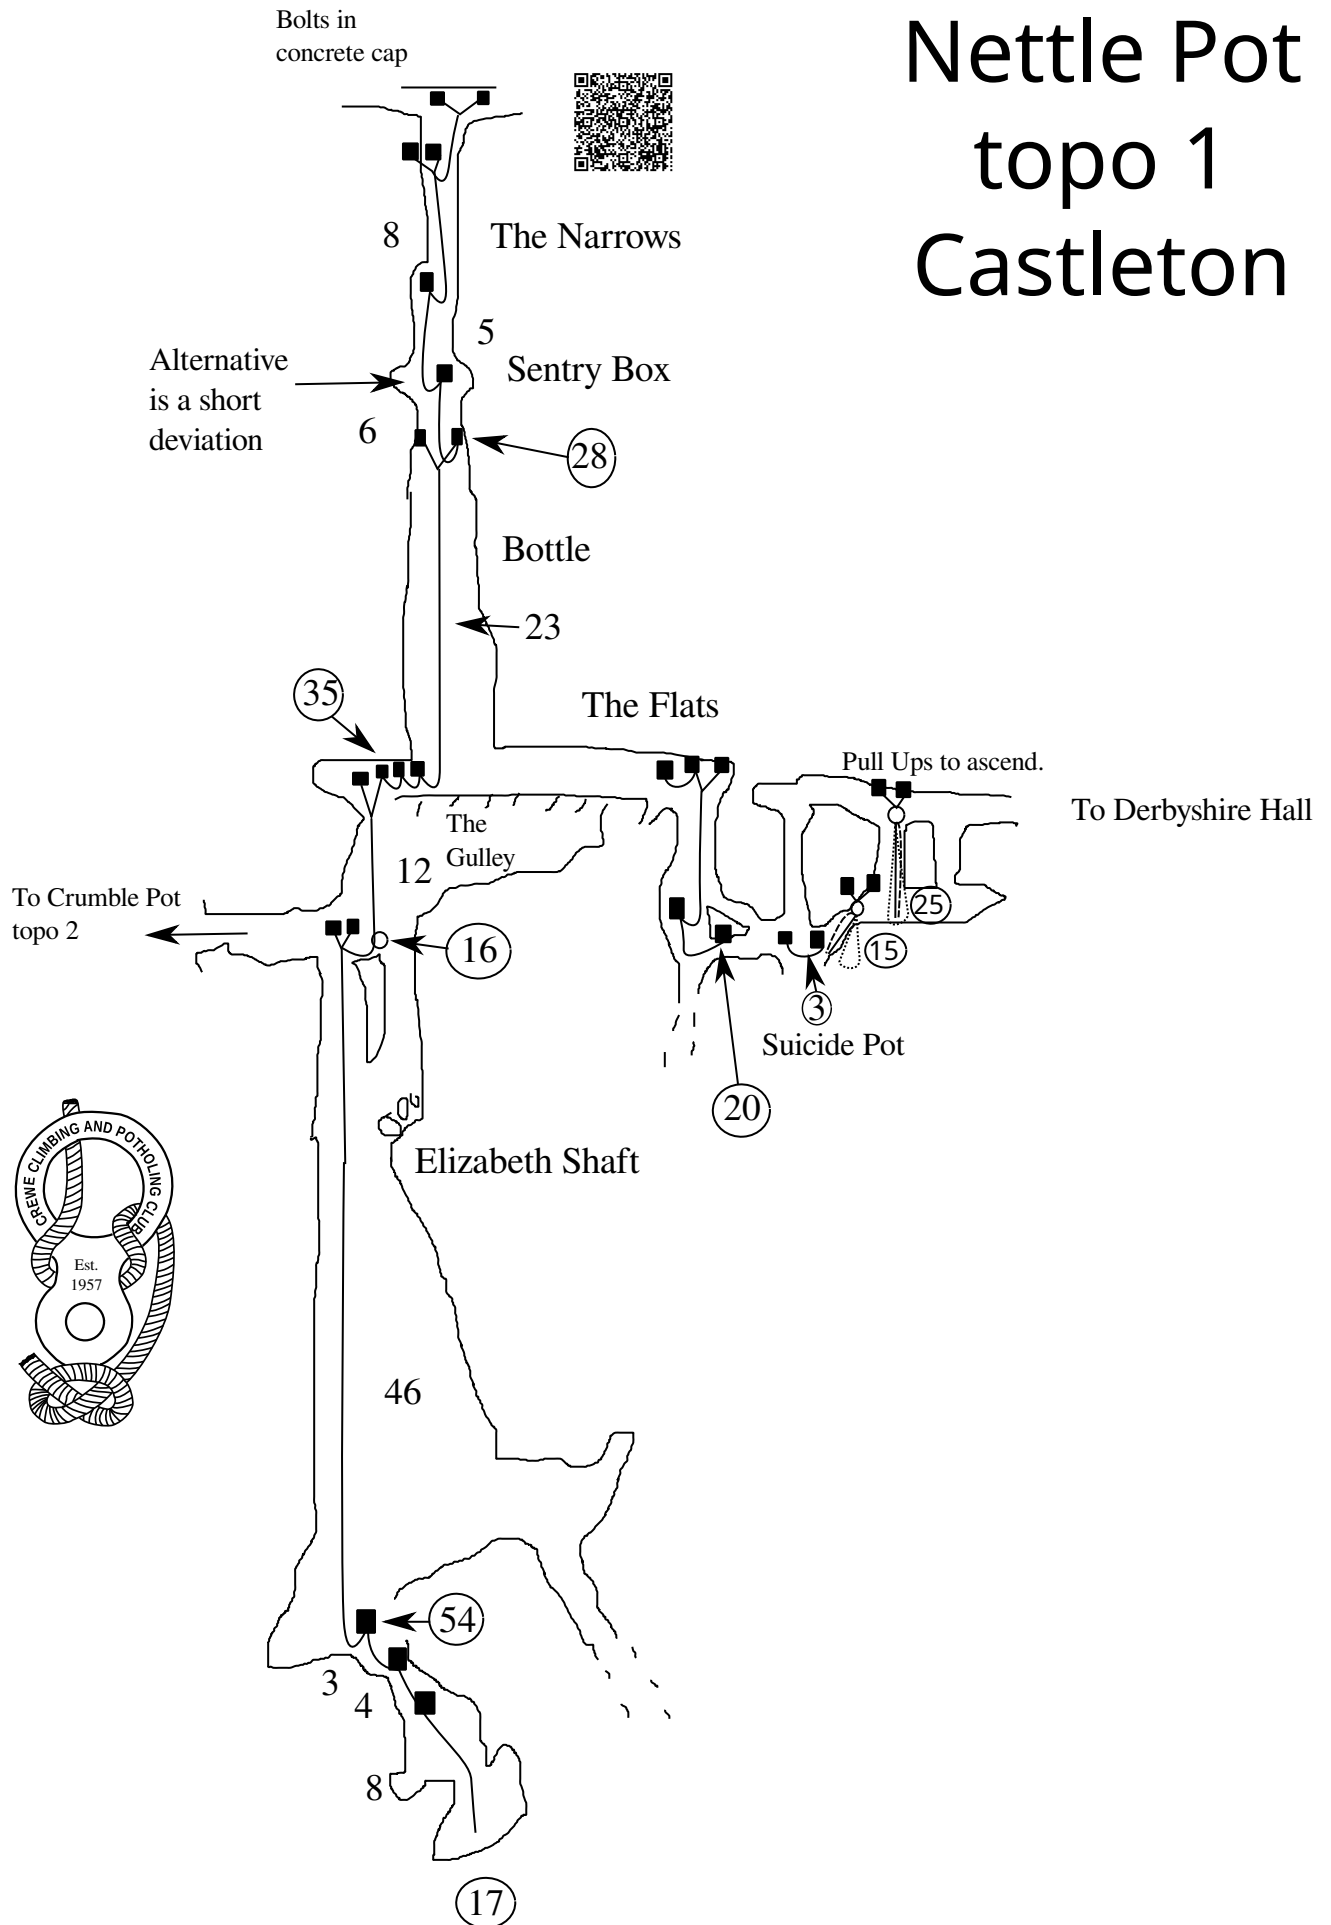 Bolts in
concrete cap
Nettle Pot
topo 1
Castleton
8
The Narrows
5
Alternative
is a short
deviation
Sentry Box
6
28
Bottle
23
35
The Flats
Pull Ups to ascend.
To Derbyshire Hall
The
Gulley
12
To Crumble Pot
topo 2
16
25
15
3
Suicide Pot
20
CREWE CLIMBING AND POTHOLING CLUB
Est.
1957
Elizabeth Shaft
46
54
3
4
8
17